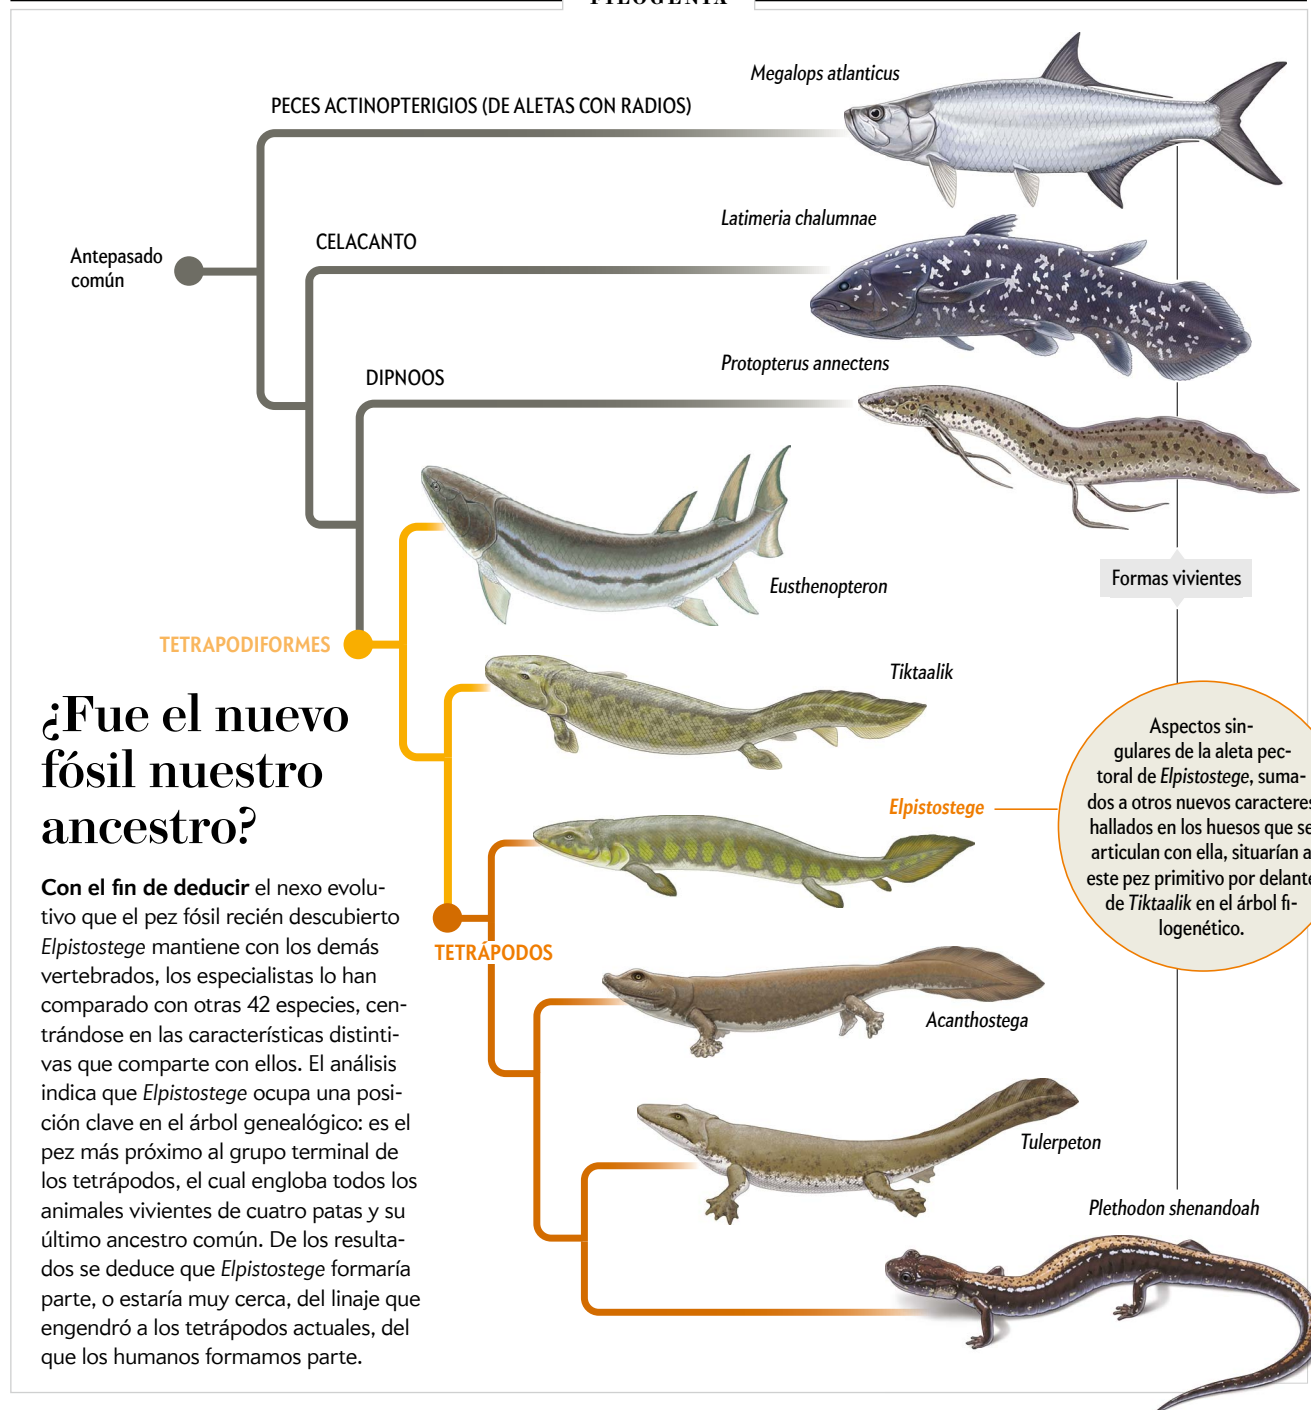 FILOGENIA
Megalops atlanticus
PECES ACTINOPTERIGIOS (DE ALETAS CON RADIOS)
Latimeria chalumnae
CELACANTO
Antepasado
común
Protopterus annectens
DIPNOOS
Eusthenopteron
Formas vivientes
TETRAPODIFORMES
Tiktaalik
¿Fue el nuevo
fósil nuestro
ancestro?
Aspectos sin-
gulares de la aleta pec-
toral de Elpistostege, suma-
dos a otros nuevos caracteres
hallados en los huesos que se
articulan con ella, situarían a
este pez primitivo por delante
de Tiktaalik en el árbol fi-
logenético.
Elpistostege
Con el fin de deducir el nexo evolu-
tivo que el pez fósil recién descubierto
Elpistostege mantiene con los demás
vertebrados, los especialistas lo han
comparado con otras 42 especies, cen-
trándose en las características distinti-
vas que comparte con ellos. El análisis
indica que Elpistostege ocupa una posi-
ción clave en el árbol genealógico: es el
pez más próximo al grupo terminal de
los tetrápodos, el cual engloba todos los
animales vivientes de cuatro patas y su
último ancestro común. De los resulta-
dos se deduce que Elpistostege formaría
parte, o estaría muy cerca, del linaje que
engendró a los tetrápodos actuales, del
que los humanos formamos parte.
TETRÁPODOS
Acanthostega
Tulerpeton
Plethodon shenandoah